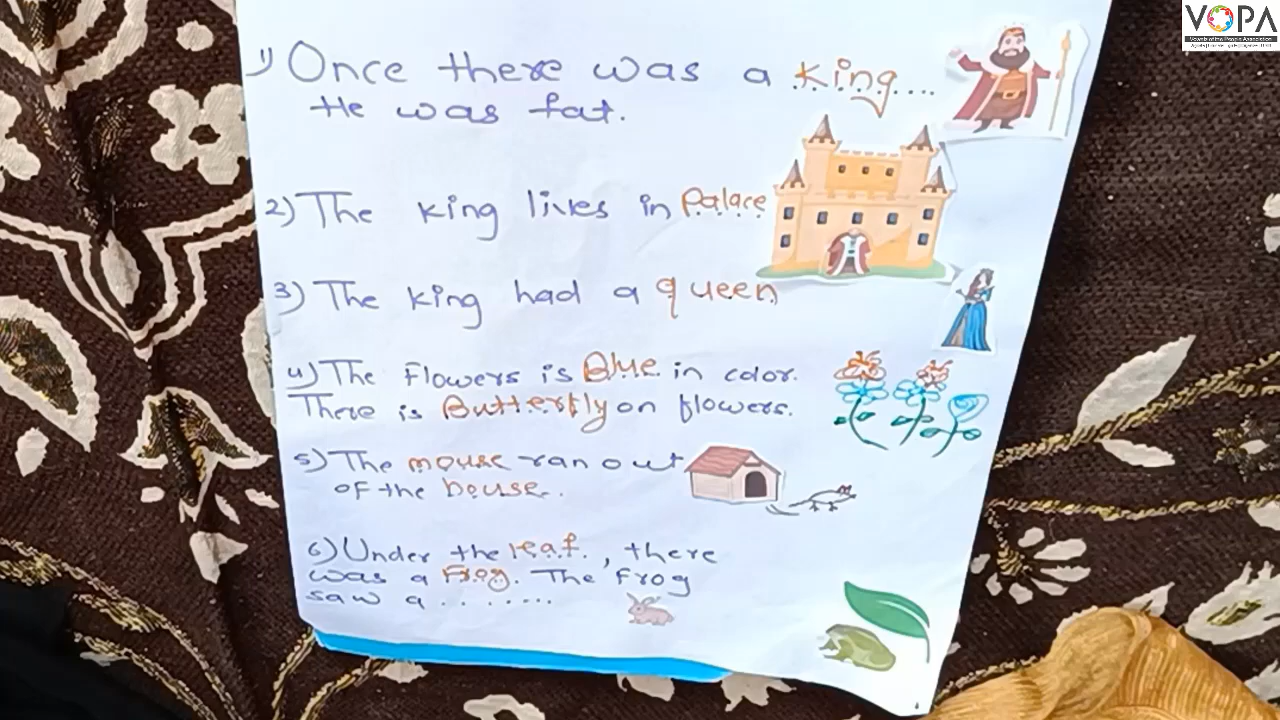 VOPA
1) Once there was a king....
He was fat.
2) The king lives in Palace
3) The king had a queen
4) The flowers is Blue in color.
There is Butterfly on flowers.
5) The mouse ran out
of the house..
6) Under the leaf., there
was a Frog. The frog
saw a ........